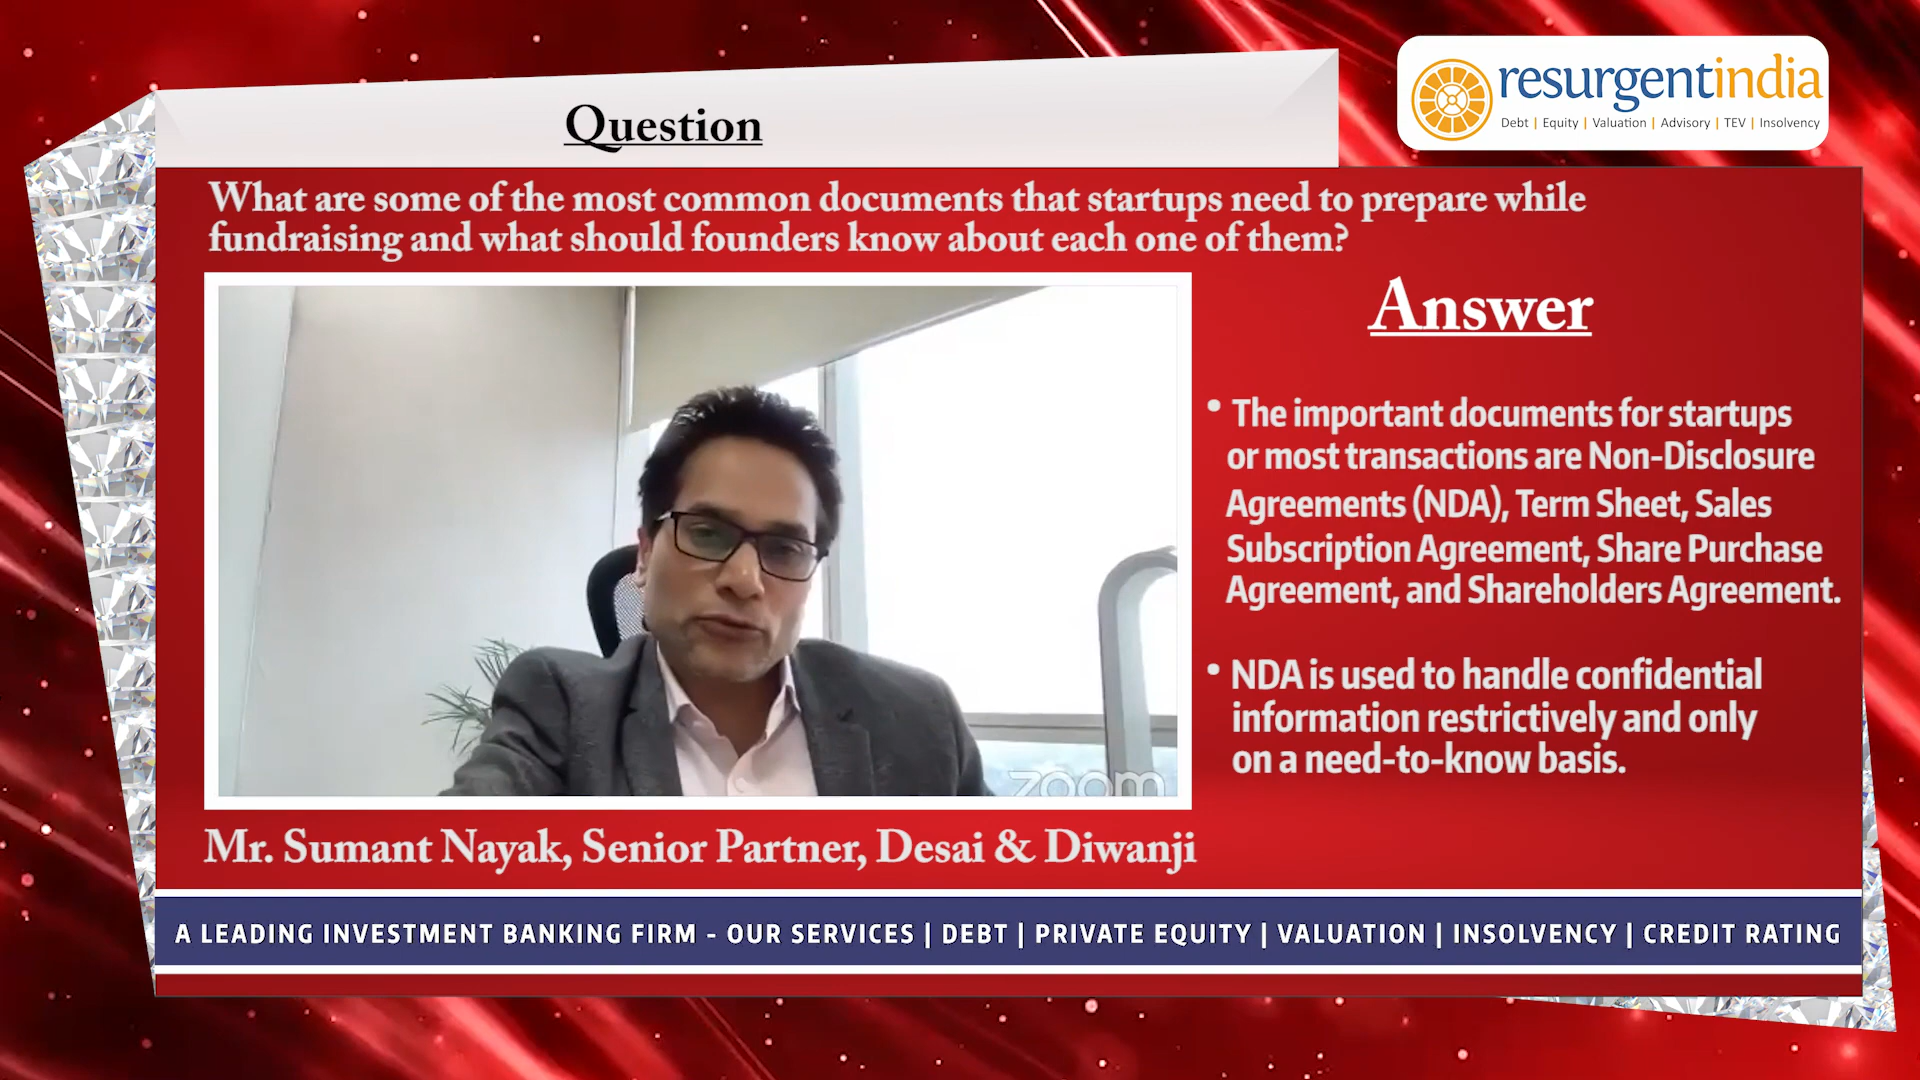 Question
resurgentindia
Debt | Equity | Valuation | Advisory | TEV | Insolvency
What are some of the most common documents that startups need to prepare while
fundraising and what should founders know about each one of them?
Answer
• The important documents for startups
or most transactions are Non-Disclosure
Agreements (NDA), Term Sheet, Sales
Subscription Agreement, Share Purchase
Agreement, and Shareholders Agreement.
• NDA is used to handle confidential
information restrictively and only
on a need-to-know basis.
zoom
Mr. Sumant Nayak, Senior Partner, Desai & Diwanji
A LEADING INVESTMENT BANKING FIRM - OUR SERVICES | DEBT | PRIVATE EQUITY | VALUATION | INSOLVENCY | CREDIT RATING